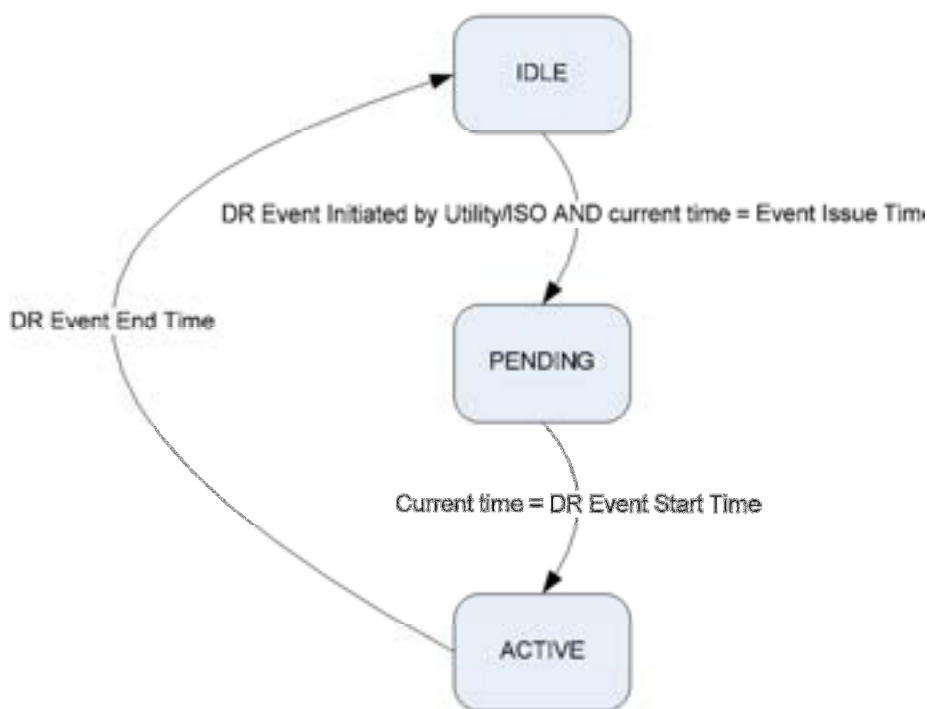 IDLE
DR Event Initiated by Utility/ISO AND current time = Event Issue Time
DR Event End Time
PENDING
Current time = DR Event Start Time
ACTIVE